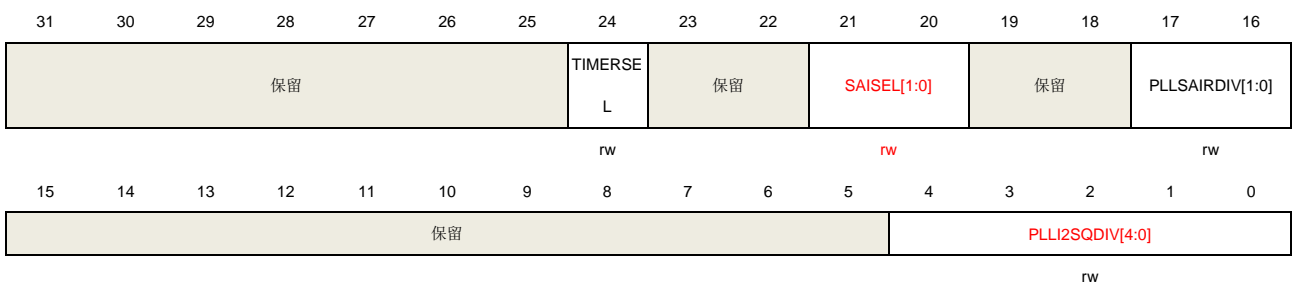 31 30 29 28 27 26 25 24 23 22 21 20 19 18 17 16
保留 TIMERSE
L 保留 SAISEL[1:0] 保留 PLLSAIRDIV[1:0]
rw rw rw
15 14 13 12 11 10 9 8 7 6 5 4 3 2 1 0
保留 PLLI2SQDIV[4:0]
rw